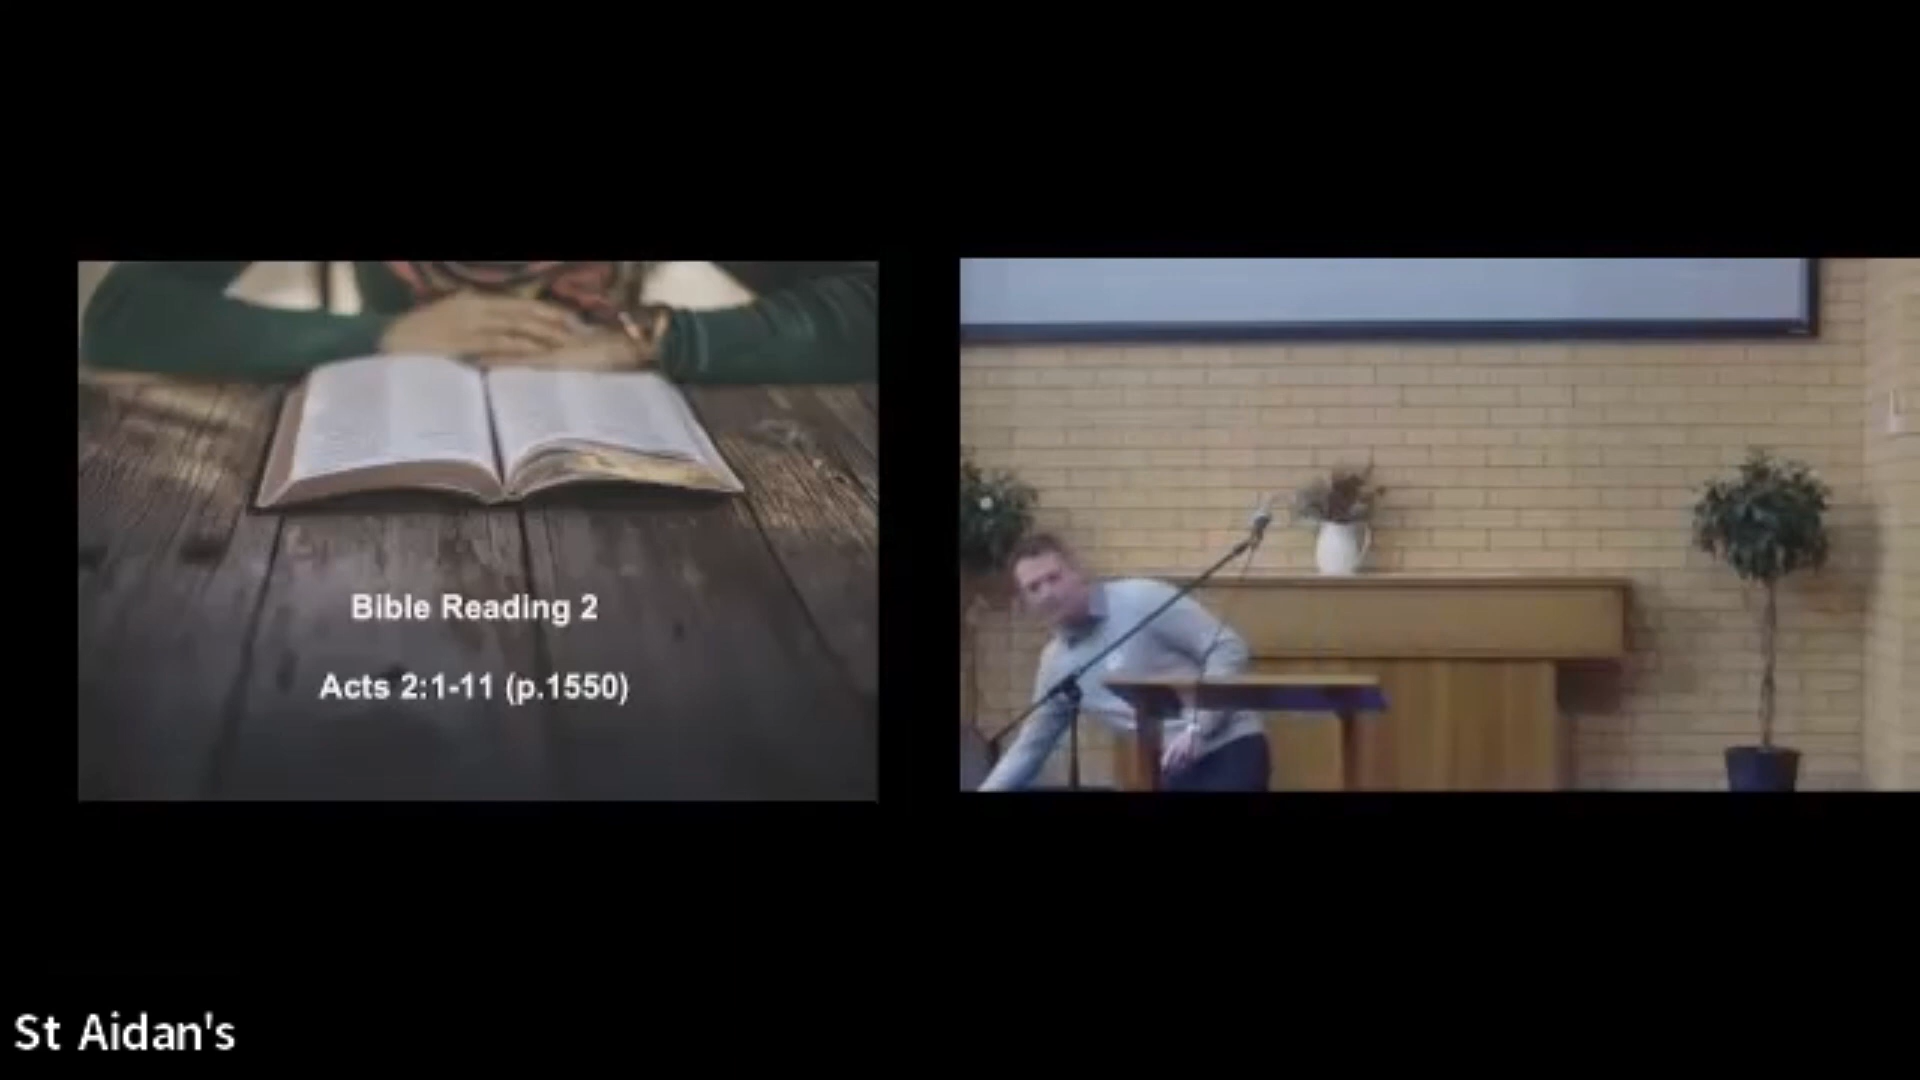 Bible Reading 2
Acts 2:1-11 (p.1550)
St Aidan's